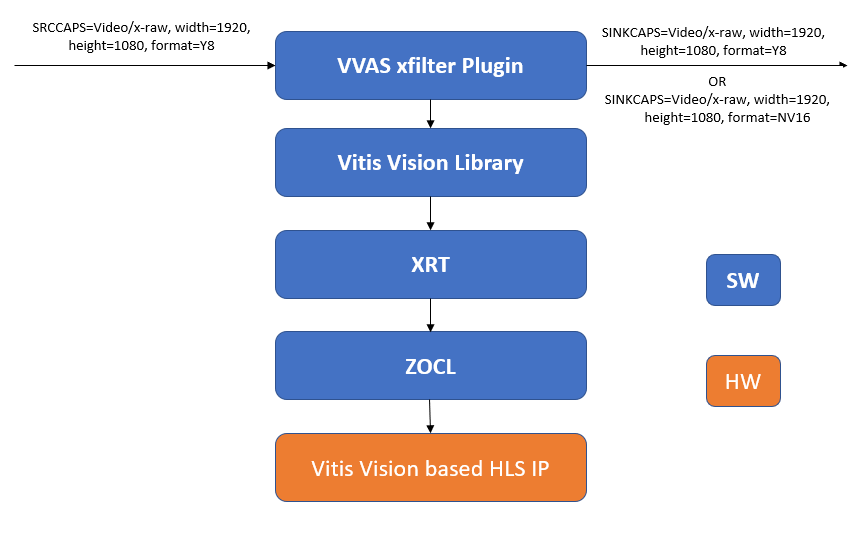 SRCCAPS=Video/x-raw, width=1920,
height=1080, format=Y8
VVAS xfilter Plugin
SINKCAPS=Video/x-raw, width=1920,
height=1080, format=Y8
OR
SINKCAPS=Video/x-raw, width=1920,
height=1080, format=NV16
Vitis Vision Library
XRT
SW
ZOCL
HW
Vitis Vision based HLS IP